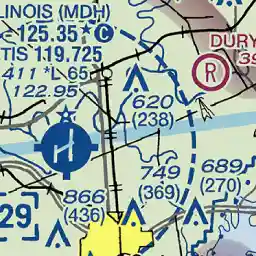 LINOIS (MDH)
125.35 ★ C
TIS 119.725
411 *L 65
122.95
DURY
R
39
620
(238)
749
(369)
689
(270)
866
(436)
29